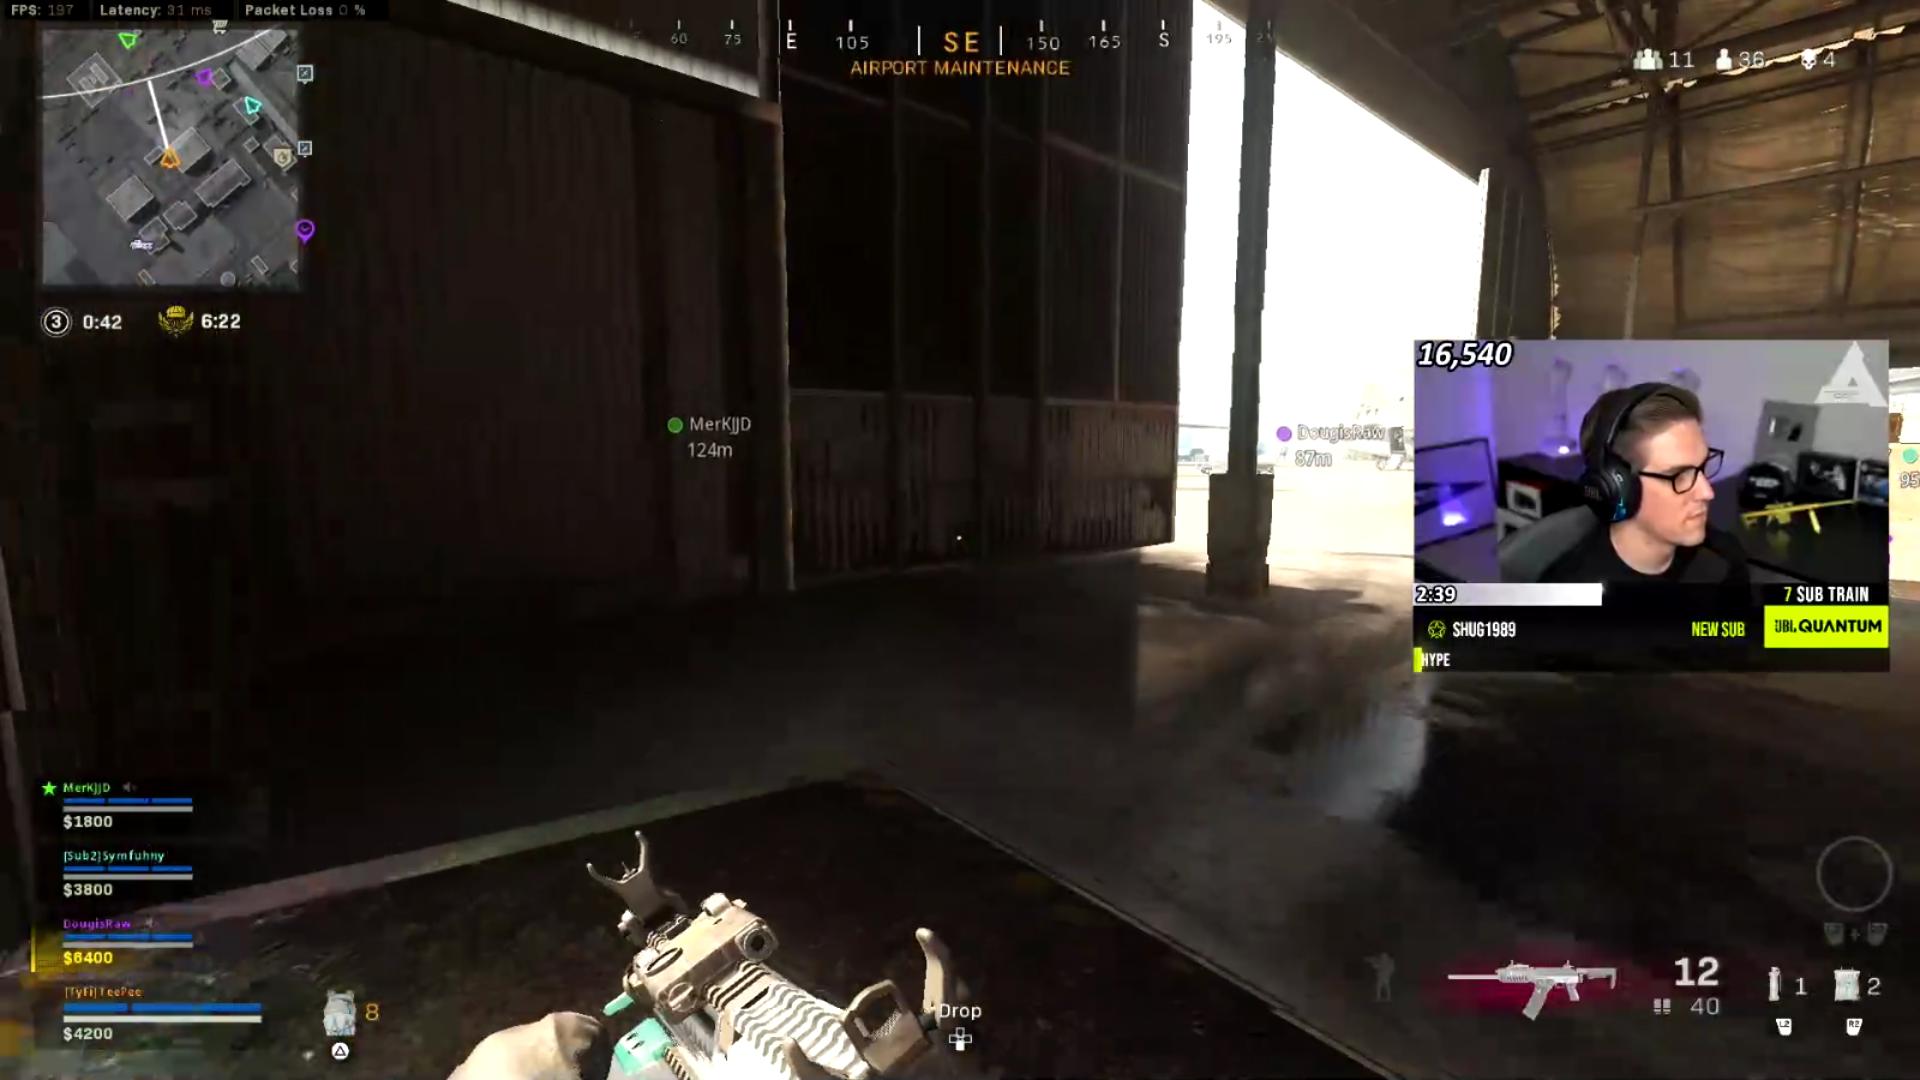 FPS: 197 Latency: 31 ms Packet Loss 0 %
60 75 E 105 SE 150 165 S 195
AIRPORT MAINTENANCE
11 36 4
3 0:42 6:22
MerKJJD
124m
DougisRaw
87m
95
16,540
2:39 7 SUB TRAIN
SHUG1989 NEW SUB
JBL QUANTUM
HYPE
MerKJJD
$1800
[Sub2]Symfuhny
$3800
DougisRaw
$6400
[TyFi]TeePee
$4200
8
Drop
12
40
1 2
L2 R2